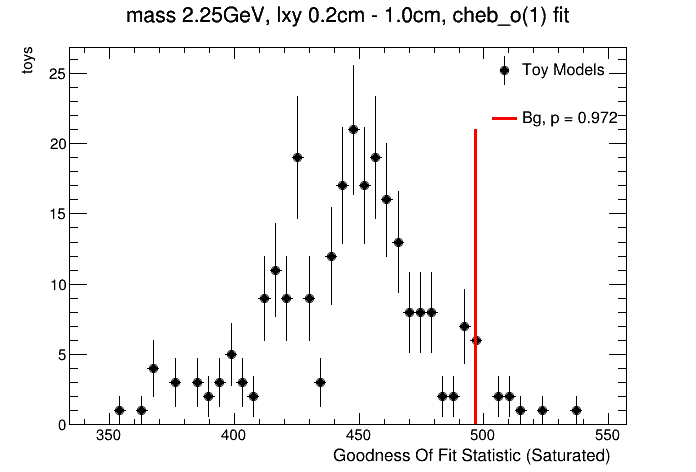 mass 2.25GeV, lxy 0.2cm - 1.0cm, cheb_o(1) fit
toys
25
20
15
10
5
0
Toy Models
Bg, p = 0.972
350 400 450 500 550
Goodness Of Fit Statistic (Saturated)